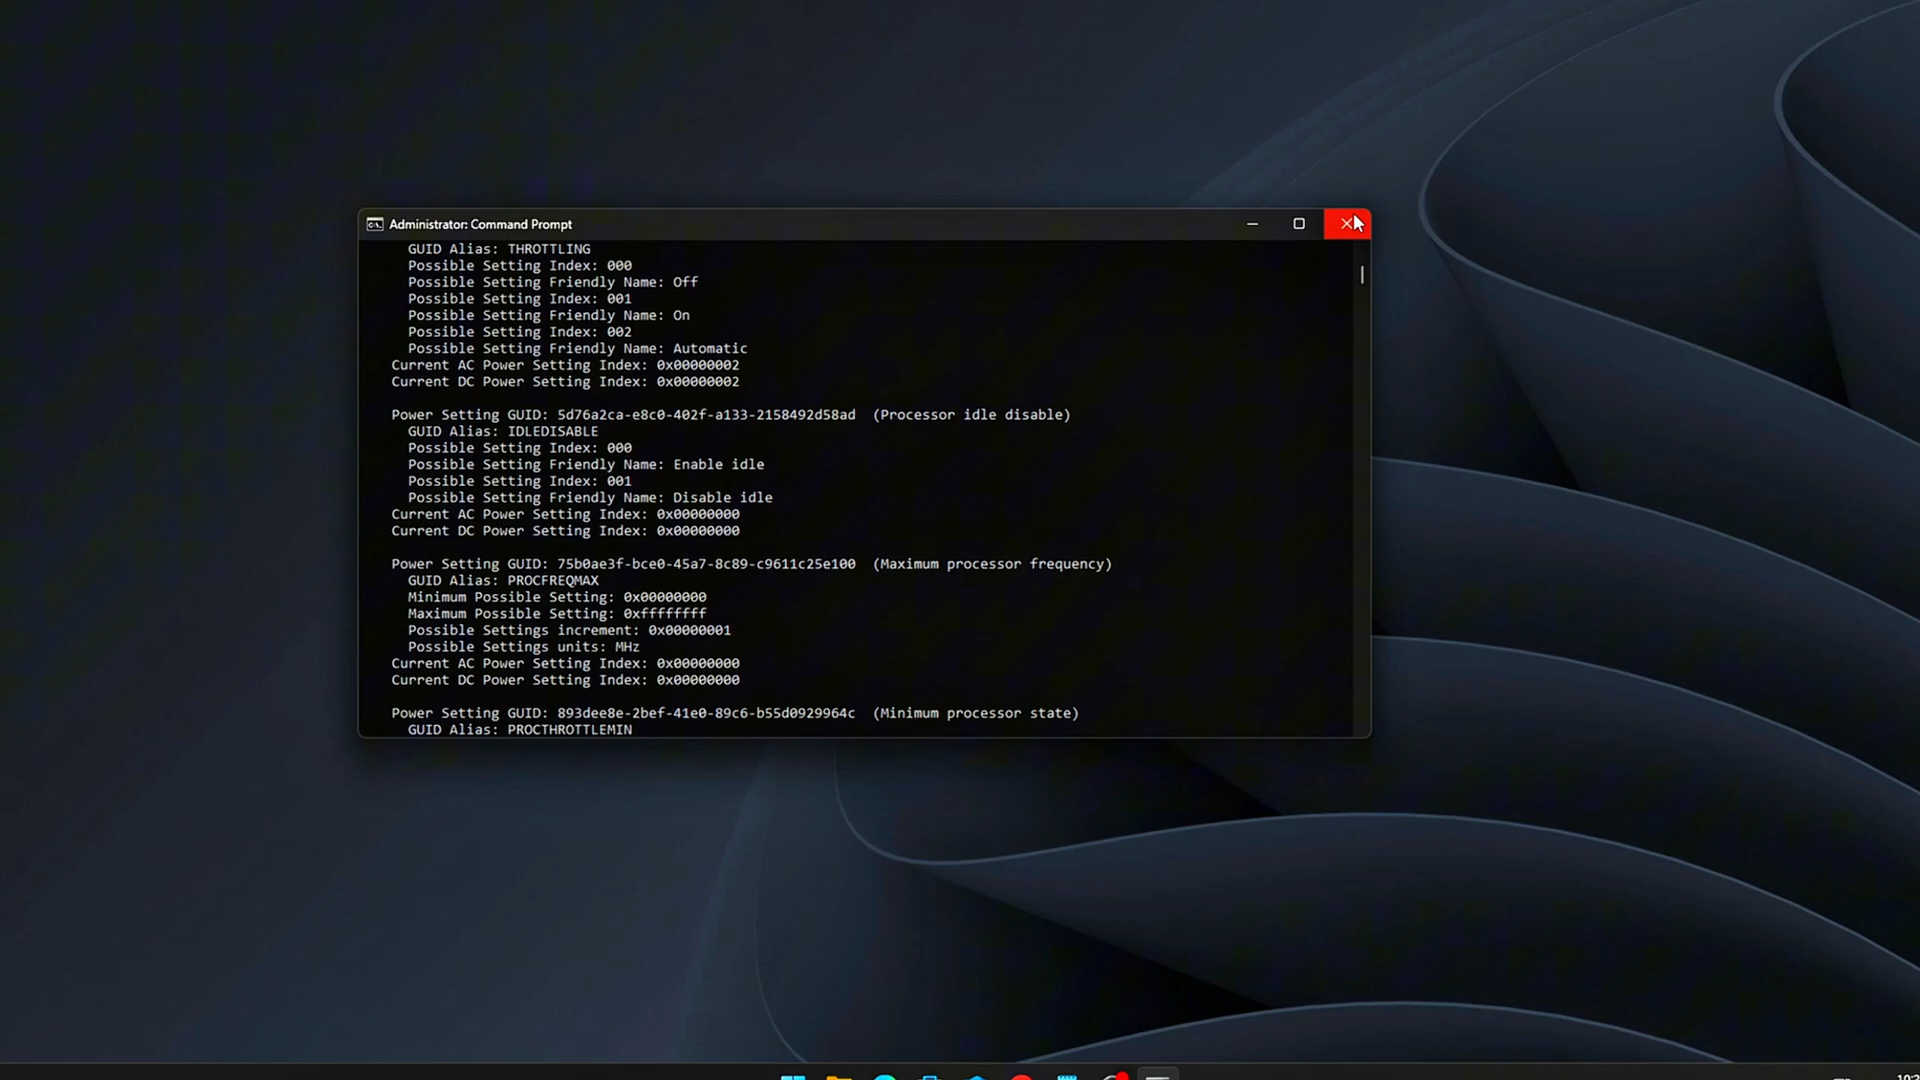 Administrator: Command Prompt
GUID Alias: THROTTLING
Possible Setting Index: 000
Possible Setting Friendly Name: Off
Possible Setting Index: 001
Possible Setting Friendly Name: On
Possible Setting Index: 002
Possible Setting Friendly Name: Automatic
Current AC Power Setting Index: 0x00000002
Current DC Power Setting Index: 0x00000002
Power Setting GUID: 5d76a2ca-e8c0-402f-a133-2158492d58ad (Processor idle disable)
GUID Alias: IDLEDISABLE
Possible Setting Index: 000
Possible Setting Friendly Name: Enable idle
Possible Setting Index: 001
Possible Setting Friendly Name: Disable idle
Current AC Power Setting Index: 0x00000000
Current DC Power Setting Index: 0x00000000
Power Setting GUID: 75b0ae3f-bce0-45a7-8c89-c9611c25e100 (Maximum processor frequency)
GUID Alias: PROCFREQMAX
Minimum Possible Setting: 0x00000000
Maximum Possible Setting: 0xffffffff
Possible Settings increment: 0x00000001
Possible Settings units: MHz
Current AC Power Setting Index: 0x00000000
Current DC Power Setting Index: 0x00000000
Power Setting GUID: 893dee8e-2bef-41e0-89c6-b55d0929964c (Minimum processor state)
GUID Alias: PROCTHROTTLEMIN